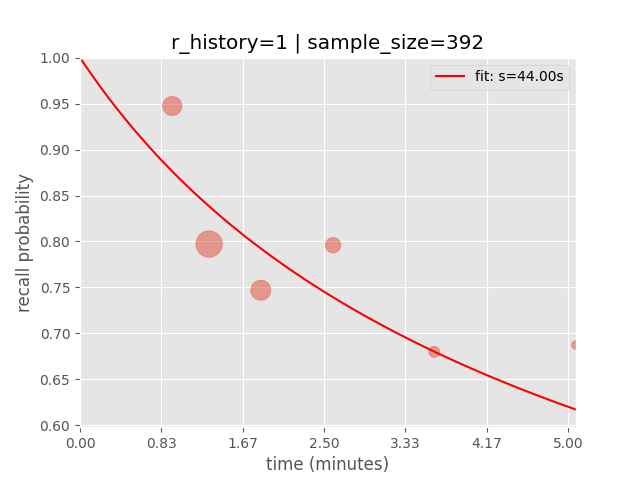 r_history=1 | sample_size=392
fit: s=44.00s
1.00
0.95
0.90
0.85
0.80
0.75
0.70
0.65
0.60
recall probability
0.00 0.83 1.67 2.50 3.33 4.17 5.00
time (minutes)